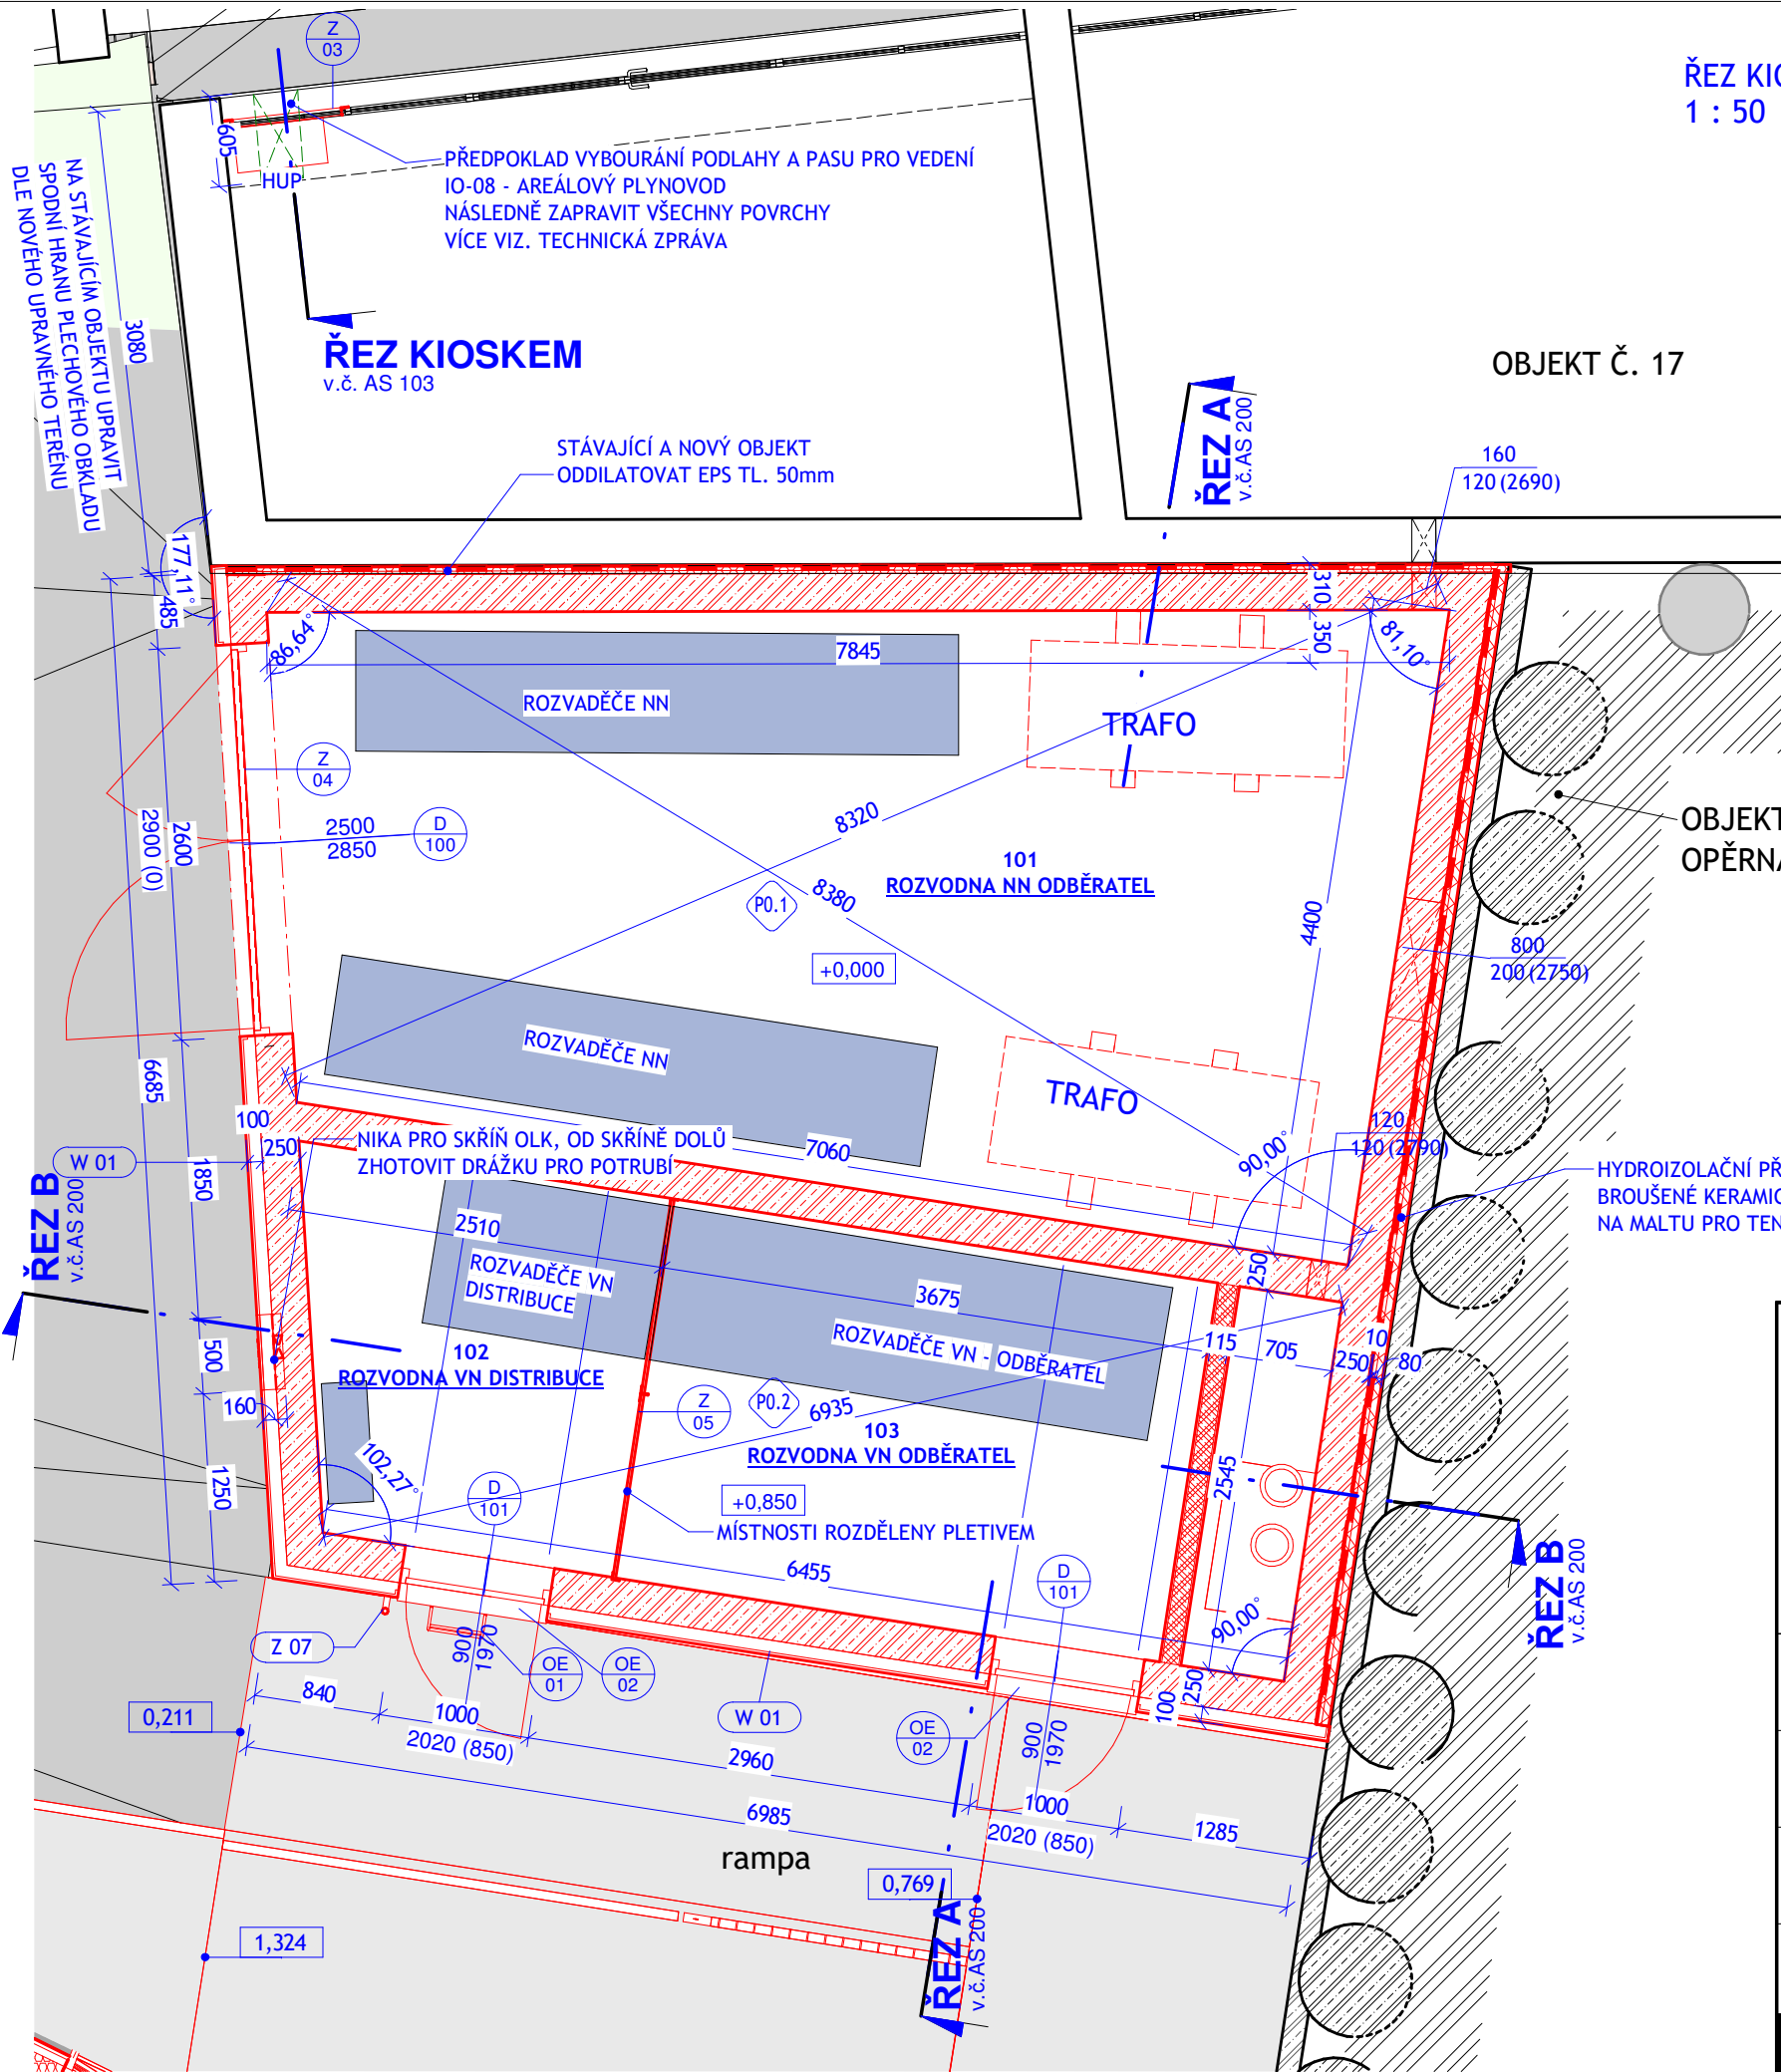 Z
03
ŘEZ KIO
1 : 50
605
HUP
PŘEDPOKLAD VYBOURÁNÍ PODLAHY A PASU PRO VEDENÍ
IO-08 - AREÁLOVÝ PLYNOVOD
NÁSLEDNĚ ZAPRAVIT VŠECHNY POVRCHY
VÍCE VIZ. TECHNICKÁ ZPRÁVA
NA STÁVAJÍCÍM OBJEKTU UPRAVIT
SPODNÍ HRANU PLECHOVÉHO OBKLADU
DLE NOVÉHO UPRAVNÉHO TERÉNU
3080
ŘEZ KIOSKEM
v.č. AS 103
OBJEKT Č. 17
ŘEZ A
v.č.AS 200
STÁVAJÍCÍ A NOVÝ OBJEKT
ODDILATOVAT EPS TL. 50mm
160
120 (2690)
177,11°
485
310
350
86,64°
81,10°
7845
ROZVADĚČE NN
TRAFO
Z
04
2500
2850
D
100
2900 (0)
2600
8320
8380
101
ROZVODNA NN ODBĚRATEL
P0.1
+0,000
4400
OBJEKT
OPĚRNÁ
800
200 (2750)
ROZVADĚČE NN
TRAFO
6685
100
250
W 01
1850
NIKA PRO SKŘÍŇ OLK, OD SKŘÍNĚ DOLŮ
ZHOTOVIT DRÁŽKU PRO POTRUBÍ
7060
90,00°
120
120 (2790)
HYDROIZOLAČNÍ PŘ
BROUŠENÉ KERAMIC
NA MALTU PRO TEN
ŘEZ B
v.č.AS 200
2510
ROZVADĚČE VN
DISTRIBUCE
3675
ROZVADĚČE VN - ODBĚRATEL
250
115
705
250
10
80
500
160
1250
102
ROZVODNA VN DISTRIBUCE
Z
05
P0.2
6935
103
ROZVODNA VN ODBĚRATEL
102,27°
D
101
+0,850
MÍSTNOSTI ROZDĚLENY PLETIVEM
2545
6455
D
101
90,00°
ŘEZ B
v.č.AS 200
Z 07
900
1970
OE
01
OE
02
W 01
OE
02
900
1970
100
250
0,211
840
1000
2020 (850)
2960
6985
1000
2020 (850)
1285
rampa
0,769
1,324
ŘEZ A
v.č.AS 200